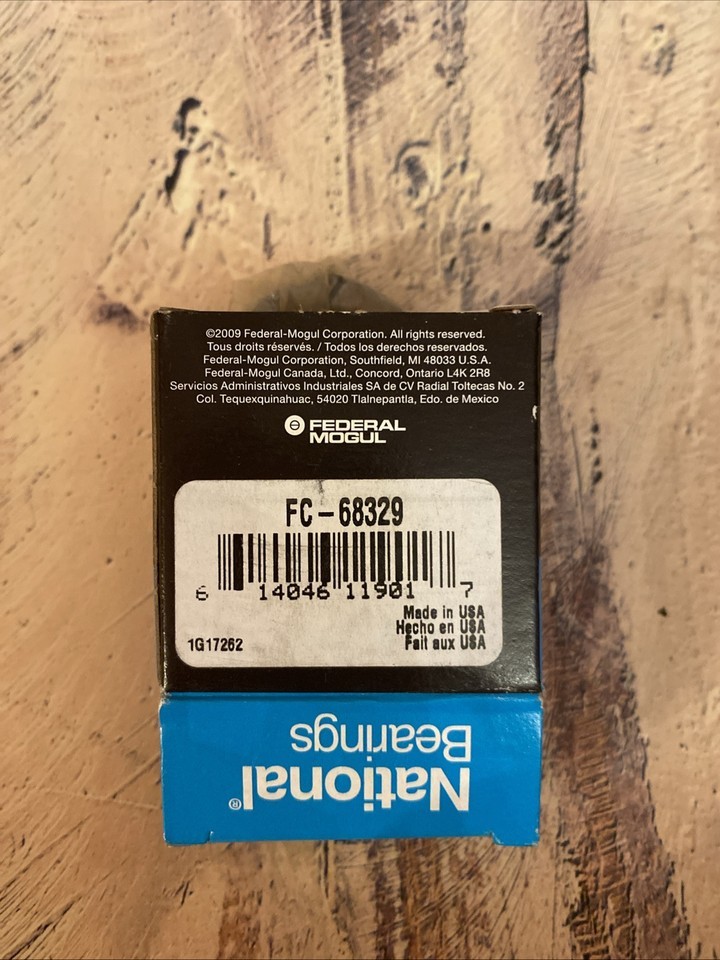 ©2009 Federal-Mogul Corporation. All rights reserved.
Tous droits réservés. / Todos los derechos reservados.
Federal-Mogul Corporation, Southfield, MI 48033 U.S.A.
Federal-Mogul Canada, Ltd., Concord, Ontario L4K 2R8
Servicios Administrativos Industriales SA de CV Radial Toltecas No. 2
Col. Tequexquinahuac, 54020 Tlalnepantla, Edo. de Mexico
FEDERAL
MOGUL
FC-68329
6 14046 11901 7
Made in USA
Hecho en USA
1G17262 Fait aux USA
National®
Bearings